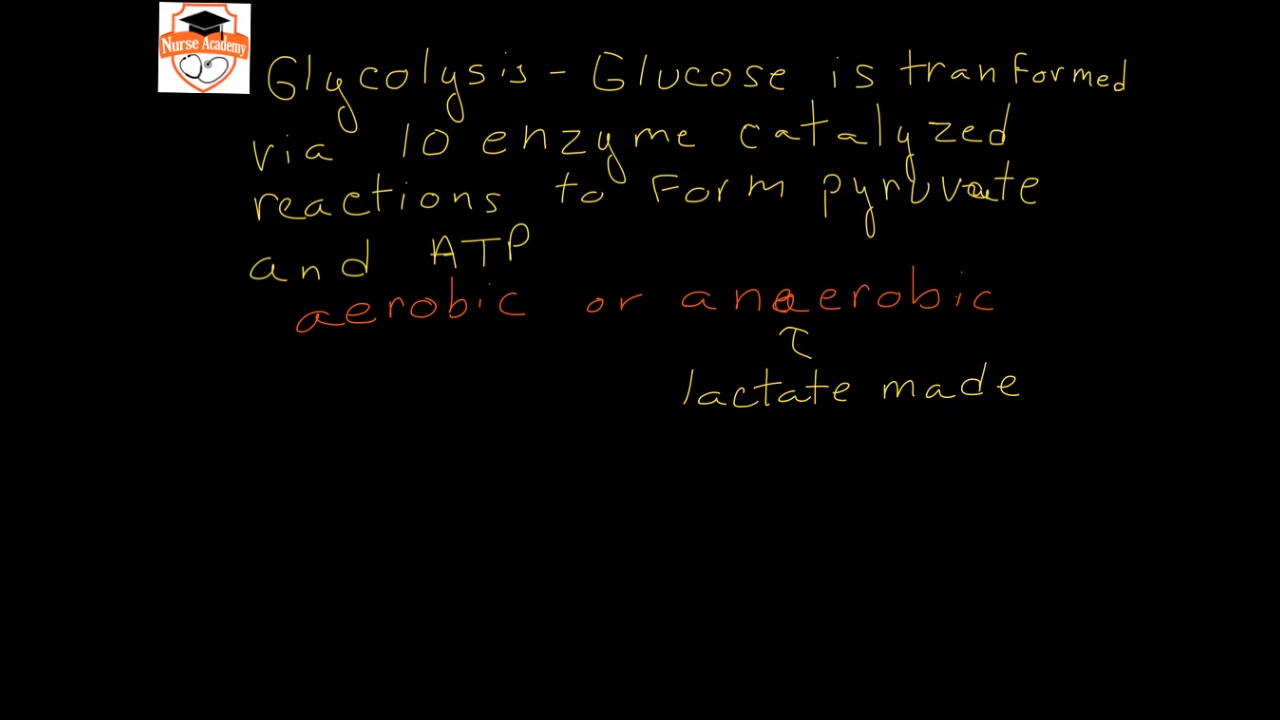 Nurse Academy
Glycolysis - Glucose is tranformed
via 10 enzyme catalyzed
reactions to form pyruvate
and ATP
aerobic or anaerobic
lactate made